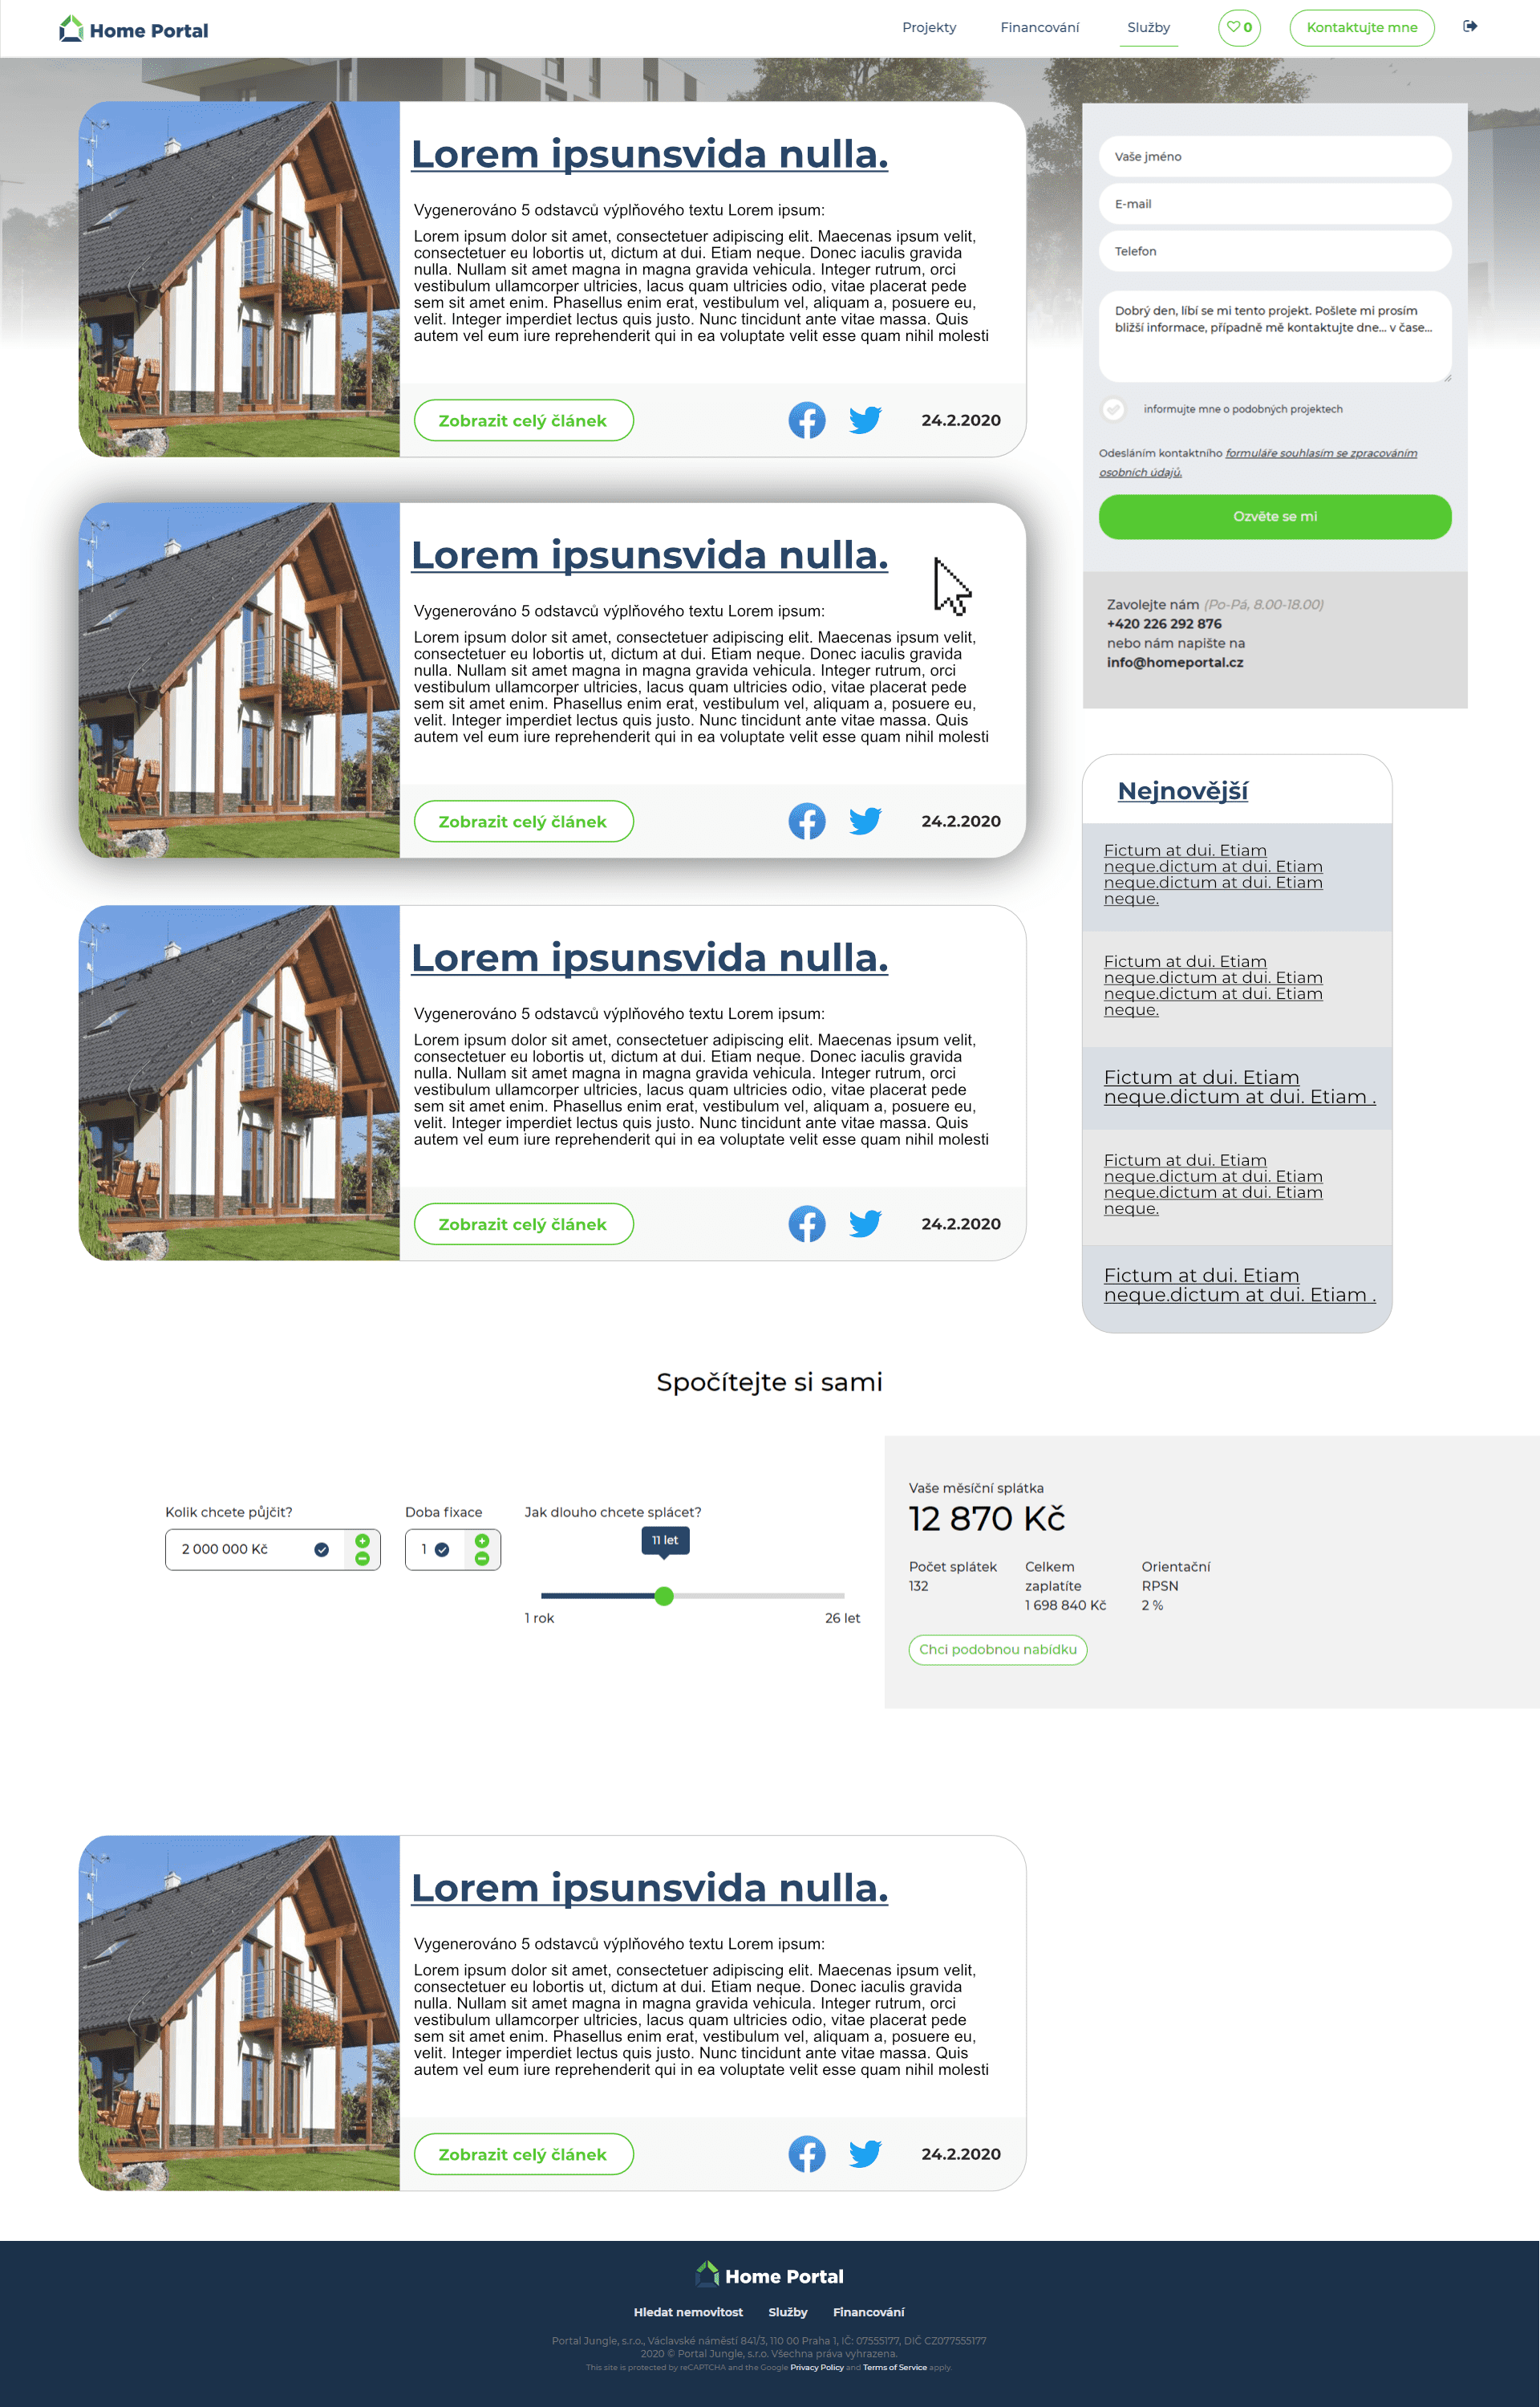 Home Portal
Projekty
Financování
Služby
0
Kontaktujte mne
Lorem ipsunsvida nulla.
Vygenerováno 5 odstavců výplňového textu Lorem ipsum:
Lorem ipsum dolor sit amet, consectetuer adipiscing elit. Maecenas ipsum velit,
consectetuer eu lobortis ut, dictum at dui. Etiam neque. Donec iaculis gravida
nulla. Nullam sit amet magna in magna gravida vehicula. Integer rutrum, orci
vestibulum ullamcorper ultricies, lacus quam ultricies odio, vitae placerat pede
sem sit amet enim. Phasellus enim erat, vestibulum vel, aliquam a, posuere eu,
velit. Integer imperdiet lectus quis justo. Nunc tincidunt ante vitae massa. Quis
autem vel eum iure reprehenderit qui in ea voluptate velit esse quam nihil molesti
Zobrazit celý článek
24.2.2020
Lorem ipsunsvida nulla.
Vygenerováno 5 odstavců výplňového textu Lorem ipsum:
Lorem ipsum dolor sit amet, consectetuer adipiscing elit. Maecenas ipsum velit,
consectetuer eu lobortis ut, dictum at dui. Etiam neque. Donec iaculis gravida
nulla. Nullam sit amet magna in magna gravida vehicula. Integer rutrum, orci
vestibulum ullamcorper ultricies, lacus quam ultricies odio, vitae placerat pede
sem sit amet enim. Phasellus enim erat, vestibulum vel, aliquam a, posuere eu,
velit. Integer imperdiet lectus quis justo. Nunc tincidunt ante vitae massa. Quis
autem vel eum iure reprehenderit qui in ea voluptate velit esse quam nihil molesti
Zobrazit celý článek
24.2.2020
Lorem ipsunsvida nulla.
Vygenerováno 5 odstavců výplňového textu Lorem ipsum:
Lorem ipsum dolor sit amet, consectetuer adipiscing elit. Maecenas ipsum velit,
consectetuer eu lobortis ut, dictum at dui. Etiam neque. Donec iaculis gravida
nulla. Nullam sit amet magna in magna gravida vehicula. Integer rutrum, orci
vestibulum ullamcorper ultricies, lacus quam ultricies odio, vitae placerat pede
sem sit amet enim. Phasellus enim erat, vestibulum vel, aliquam a, posuere eu,
velit. Integer imperdiet lectus quis justo. Nunc tincidunt ante vitae massa. Quis
autem vel eum iure reprehenderit qui in ea voluptate velit esse quam nihil molesti
Zobrazit celý článek
24.2.2020
Vaše jméno
E-mail
Telefon
Dobrý den, líbí se mi tento projekt. Pošlete mi prosím
bližší informace, případně mě kontaktujte dne... v čase...
informujte mne o podobných projektech
Odesláním kontaktního formuláře souhlasím se zpracováním
osobních údajů.
Ozvěte se mi
Zavolejte nám (Po-Pá, 8.00-18.00)
+420 226 292 876
nebo nám napište na
info@homeportal.cz
Nejnovější
Fictum at dui. Etiam
neque.dictum at dui. Etiam
neque.dictum at dui. Etiam
neque.
Fictum at dui. Etiam
neque.dictum at dui. Etiam
neque.dictum at dui. Etiam
neque.
Fictum at dui. Etiam
neque.dictum at dui. Etiam .
Fictum at dui. Etiam
neque.dictum at dui. Etiam
neque.dictum at dui. Etiam
neque.
Fictum at dui. Etiam
neque.dictum at dui. Etiam .
Spočítejte si sami
Kolik chcete půjčit?
2 000 000 Kč
Doba fixace
1
Jak dlouho chcete splácet?
11 let
1 rok
26 let
Vaše měsíční splátka
12 870 Kč
Počet splátek
132
Celkem
zaplatíte
1 698 840 Kč
Orientační
RPSN
2 %
Chci podobnou nabídku
Lorem ipsunsvida nulla.
Vygenerováno 5 odstavců výplňového textu Lorem ipsum:
Lorem ipsum dolor sit amet, consectetuer adipiscing elit. Maecenas ipsum velit,
consectetuer eu lobortis ut, dictum at dui. Etiam neque. Donec iaculis gravida
nulla. Nullam sit amet magna in magna gravida vehicula. Integer rutrum, orci
vestibulum ullamcorper ultricies, lacus quam ultricies odio, vitae placerat pede
sem sit amet enim. Phasellus enim erat, vestibulum vel, aliquam a, posuere eu,
velit. Integer imperdiet lectus quis justo. Nunc tincidunt ante vitae massa. Quis
autem vel eum iure reprehenderit qui in ea voluptate velit esse quam nihil molesti
Zobrazit celý článek
24.2.2020
Home Portal
Hledat nemovitost
Služby
Financování
Portal Jungle, s.r.o., Václavské náměstí 841/3, 110 00 Praha 1, IČ: 07555177, DIČ CZ077555177
2020 © Portal Jungle, s.r.o. Všechna práva vyhrazena.
This site is protected by reCAPTCHA and the Google Privacy Policy and Terms of Service apply.